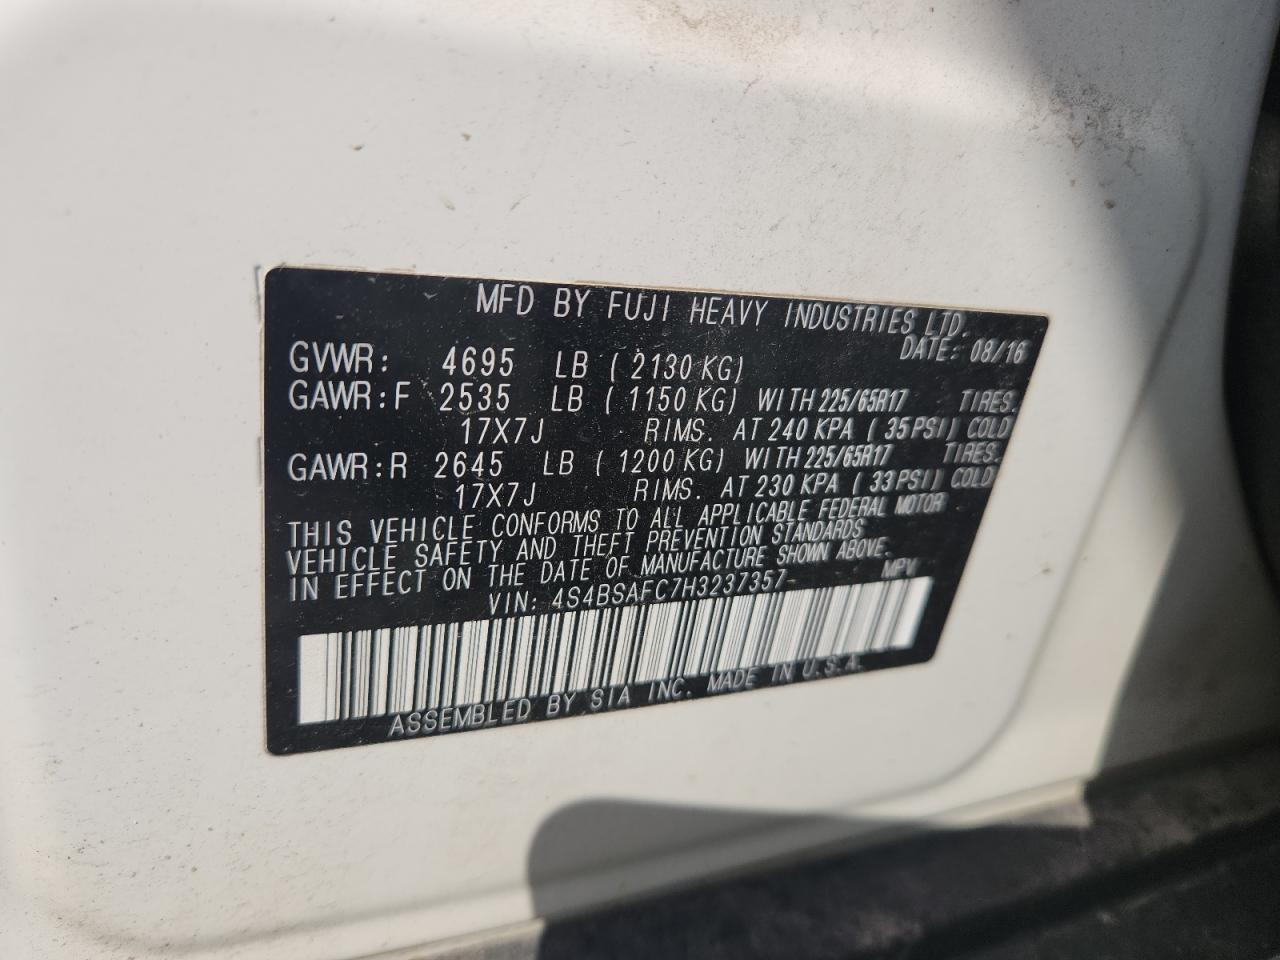 MFD BY FUJI HEAVY INDUSTRIES LTD.
DATE: 08/16
GVWR: 4695 LB ( 2130 KG)
GAWR:F 2535 LB ( 1150 KG) WITH 225/65R17 TIRES.
17X7J RIMS. AT 240 KPA ( 35 PSI) COLD
GAWR:R 2645 LB ( 1200 KG) WITH 225/65R17 TIRES.
17X7J RIMS. AT 230 KPA ( 33 PSI) COLD
THIS VEHICLE CONFORMS TO ALL APPLICABLE FEDERAL MOTOR
VEHICLE SAFETY AND THEFT PREVENTION STANDARDS
IN EFFECT ON THE DATE OF MANUFACTURE SHOWN ABOVE.
VIN: 4S4BSAFC7H3237357 MPV
ASSEMBLED BY SIA INC. MADE IN U.S.A.